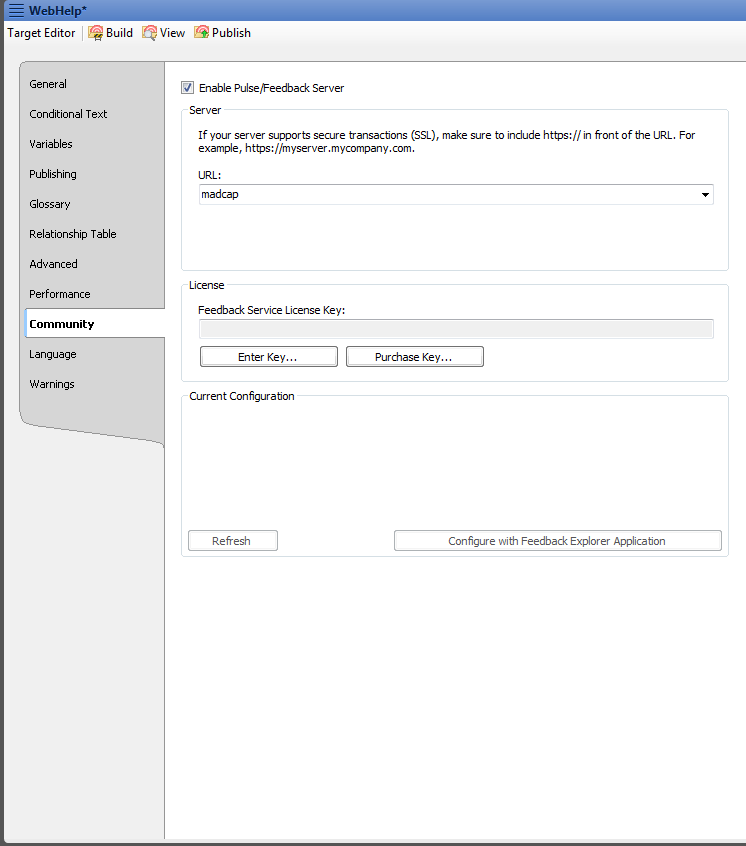 WebHelp*
Target Editor Build View Publish
General
Conditional Text
Variables
Publishing
Glossary
Relationship Table
Advanced
Performance
Community
Language
Warnings
Enable Pulse/Feedback Server
Server
If your server supports secure transactions (SSL), make sure to include https:// in front of the URL. For
example, https://myserver.mycompany.com.
URL:
madcap
License
Feedback Service License Key:
Enter Key... Purchase Key...
Current Configuration
Refresh Configure with Feedback Explorer Application